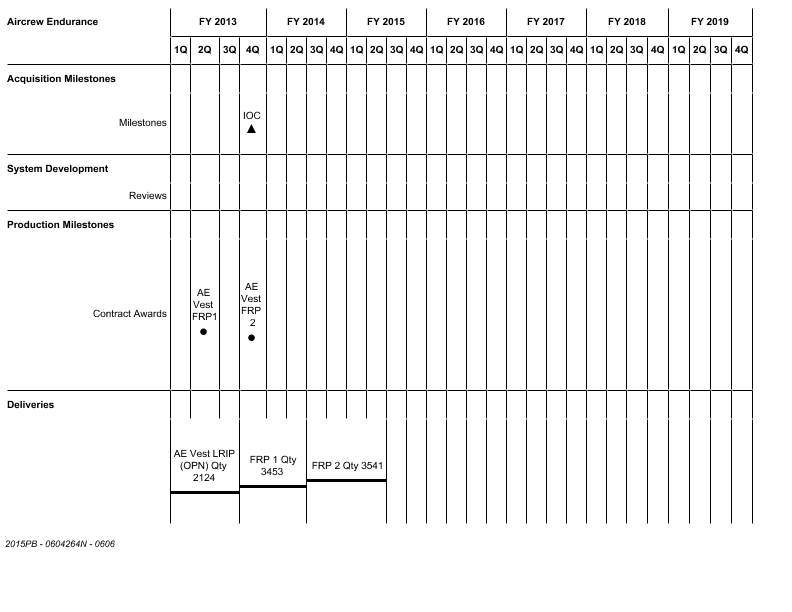 Aircrew Endurance FY 2013 FY 2014 FY 2015 FY 2016 FY 2017 FY 2018 FY 2019
1Q 2Q 3Q 4Q 1Q 2Q 3Q 4Q 1Q 2Q 3Q 4Q 1Q 2Q 3Q 4Q 1Q 2Q 3Q 4Q 1Q 2Q 3Q 4Q 1Q 2Q 3Q 4Q
Acquisition Milestones
IOC
Milestones
System Development
Reviews
Production Milestones
AE
Vest
FRP1
AE
Vest
FRP
2
Contract Awards
Deliveries
AE Vest LRIP
(OPN) Qty
2124
FRP 1 Qty
3453
FRP 2 Qty 3541
2015PB - 0604264N - 0606